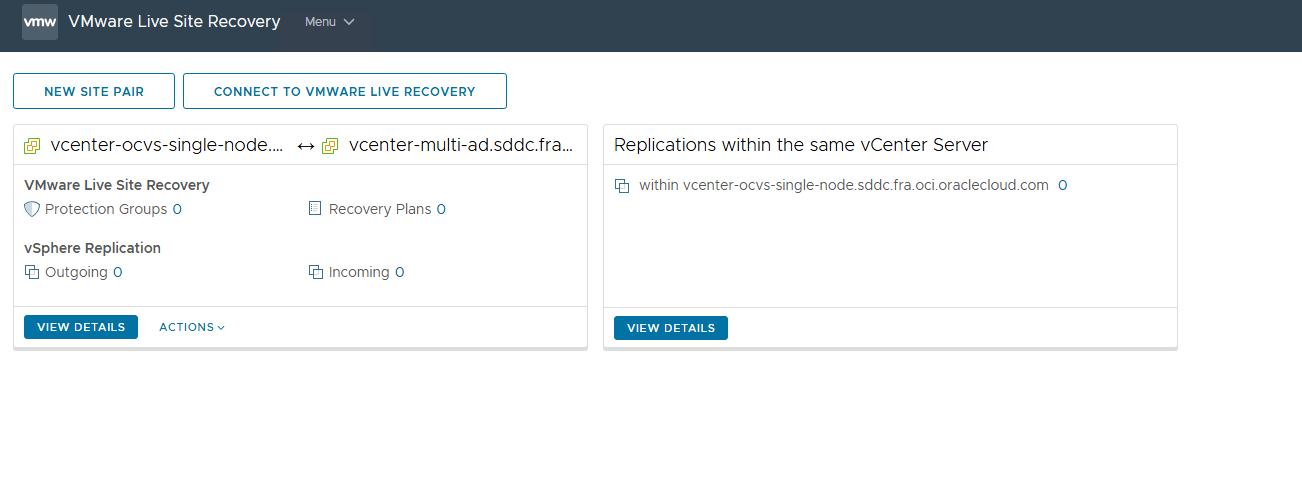 vmw VMware Live Site Recovery Menu
NEW SITE PAIR CONNECT TO VMWARE LIVE RECOVERY
vcenter-ocvs-single-node.... ↔ vcenter-multi-ad.sddc.fra...
VMware Live Site Recovery
Protection Groups 0 Recovery Plans 0
vSphere Replication
Outgoing 0 Incoming 0
VIEW DETAILS ACTIONS
Replications within the same vCenter Server
within vcenter-ocvs-single-node.sddc.fra.oci.oraclecloud.com 0
VIEW DETAILS